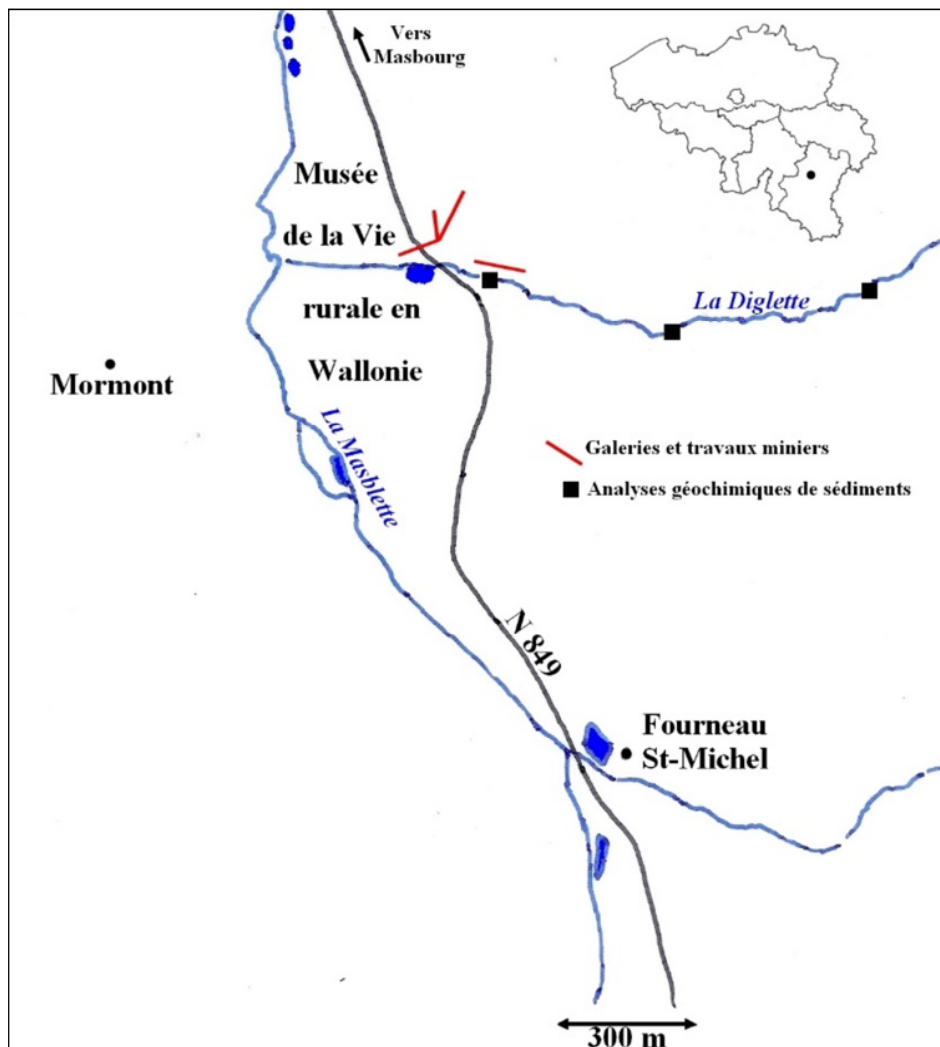 Vers
Masbourg
Musée
de la Vie
rurale en
Wallonie
La Diglette
Mormont
La Masblette
Galeries et travaux miniers
Analyses géochimiques de sédiments
N 849
Fourneau
St-Michel
300 m